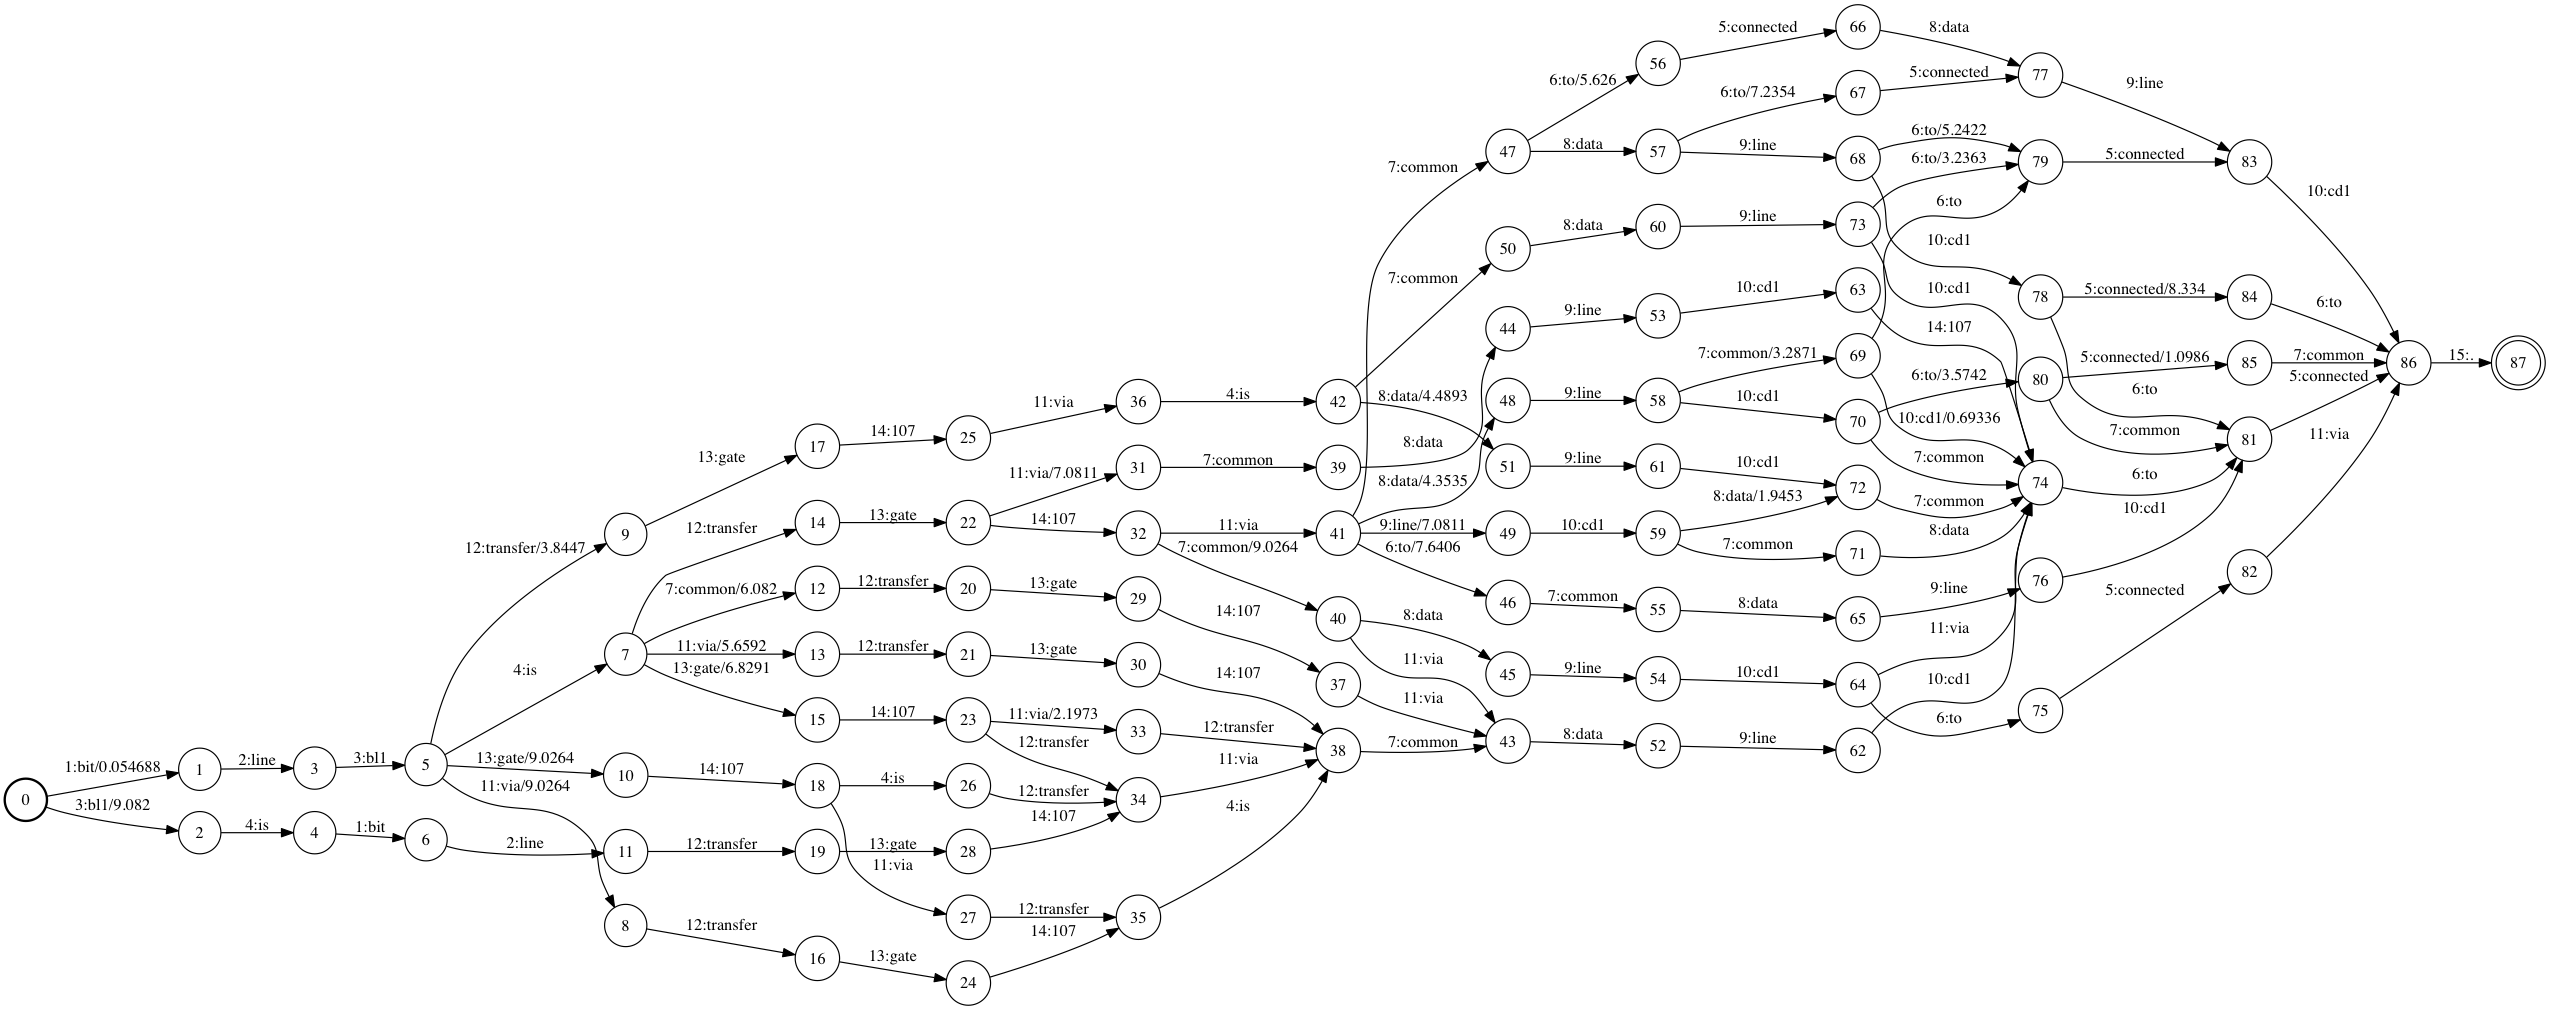 5:connected
66
8:data
56
6:to/5.626
77
5:connected
6:to/7.2354
67
9:line
47
8:data
57
9:line
68
6:to/5.2422
6:to/3.2363
79
5:connected
83
7:common
10:cd1
6:to
50
8:data
60
9:line
73
10:cd1
7:common
10:cd1
63
10:cd1
78
5:connected/8.334
84
6:to
44
9:line
53
14:107
7:common/3.2871
69
6:to/3.5742
80
5:connected/1.0986
85
7:common
5:connected
86
15:.
87
36
11:via
4:is
42
8:data/4.4893
48
9:line
58
10:cd1
70
10:cd1/0.69336
6:to
7:common
81
17
13:gate
14:107
25
11:via/7.0811
31
7:common
39
8:data
51
9:line
61
10:cd1
72
7:common
11:via
8:data/4.3535
8:data/1.9453
7:common
74
6:to
10:cd1
9
12:transfer/3.8447
12:transfer
14
13:gate
22
14:107
32
11:via
7:common/9.0264
41
9:line/7.0811
6:to/7.6406
49
10:cd1
59
7:common
71
8:data
7:common/6.082
12
12:transfer
20
13:gate
29
14:107
40
8:data
46
7:common
55
8:data
65
9:line
76
5:connected
82
4:is
7
11:via/5.6592
13:gate/6.8291
13
12:transfer
21
13:gate
30
14:107
37
11:via
11:via
45
9:line
54
10:cd1
64
11:via
10:cd1
6:to
75
15
14:107
23
11:via/2.1973
12:transfer
33
12:transfer
11:via
38
7:common
43
8:data
52
9:line
62
0
1:bit/0.054688
3:bl1/9.082
1
2:line
3
3:bl1
5
13:gate/9.0264
11:via/9.0264
10
14:107
18
4:is
26
12:transfer
14:107
34
4:is
2
4:is
4
1:bit
6
2:line
11
12:transfer
19
13:gate
11:via
28
8
12:transfer
16
13:gate
24
27
12:transfer
14:107
35